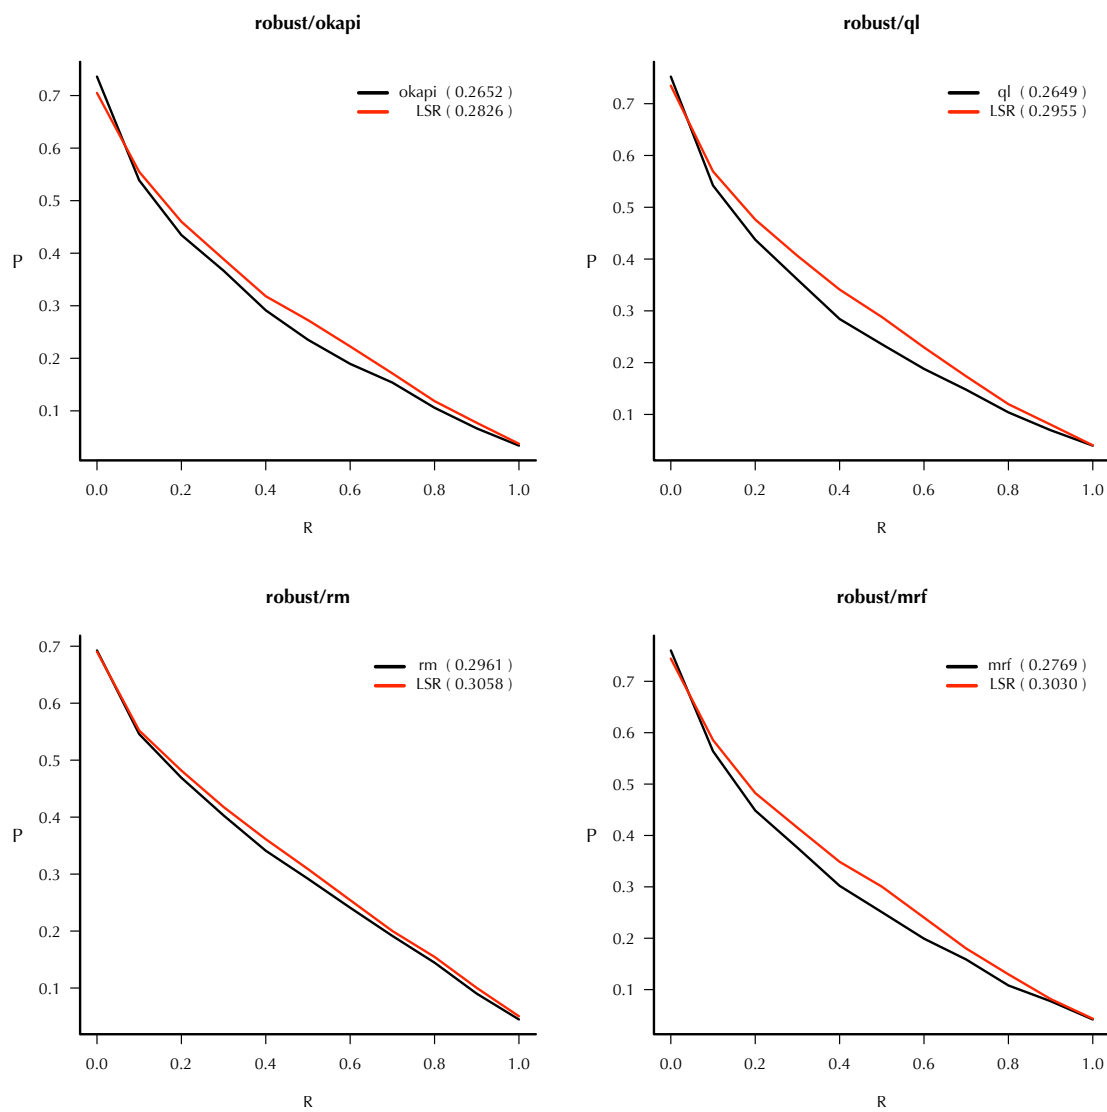 robust/okapi
okapi ( 0.2652 )
LSR ( 0.2826 )
0.7
0.6
0.5
0.4
0.3
0.2
0.1
P
0.0 0.2 0.4 0.6 0.8 1.0
R
robust/ql
ql ( 0.2649 )
LSR ( 0.2955 )
0.7
0.6
0.5
0.4
0.3
0.2
0.1
P
0.0 0.2 0.4 0.6 0.8 1.0
R
robust/rm
rm ( 0.2961 )
LSR ( 0.3058 )
0.7
0.6
0.5
0.4
0.3
0.2
0.1
P
0.0 0.2 0.4 0.6 0.8 1.0
R
robust/mrf
mrf ( 0.2769 )
LSR ( 0.3030 )
0.7
0.6
0.5
0.4
0.3
0.2
0.1
P
0.0 0.2 0.4 0.6 0.8 1.0
R